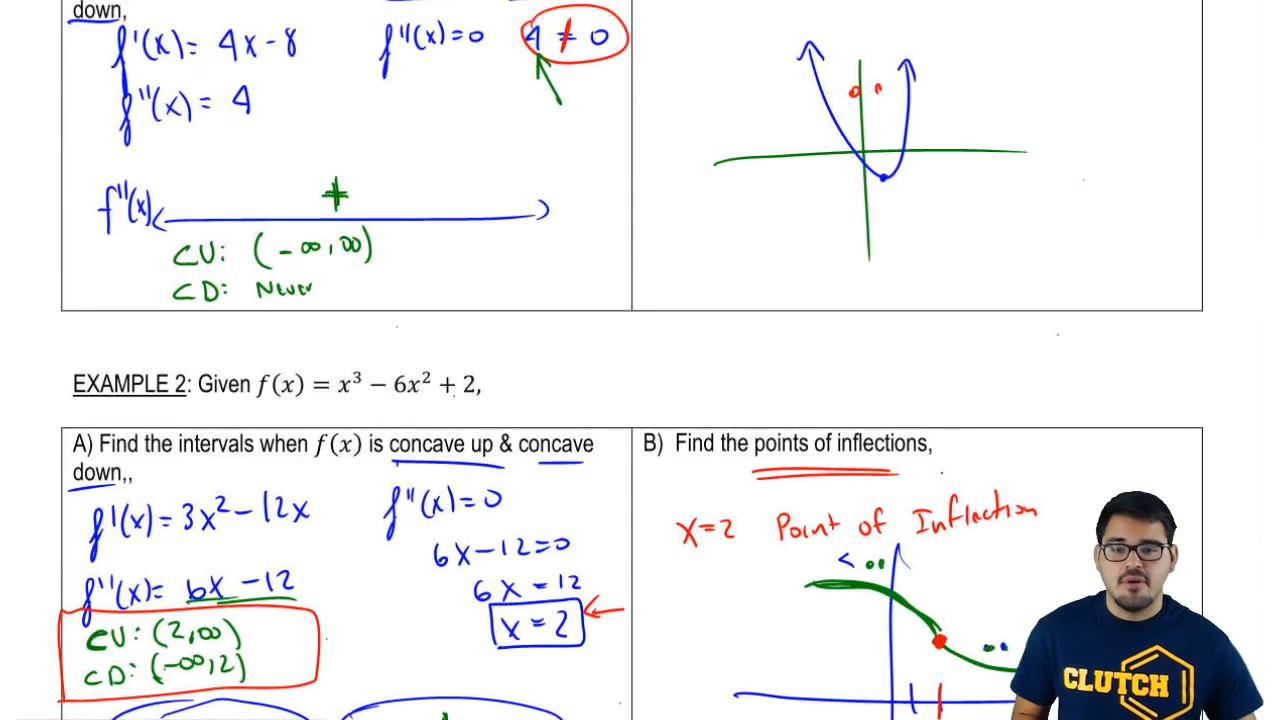 down,
f'(x) = 4x - 8
f''(x) = 0
4 ≠ 0
f''(x) = 4
f''(x)
+
CU: (-∞, ∞)
CD: Never
EXAMPLE 2: Given f(x) = x³ − 6x² + 2,
A) Find the intervals when f(x) is concave up & concave
down,,
f'(x) = 3x² - 12x
f''(x) = 6x - 12
CU: (2, ∞)
CD: (-∞, 2)
f''(x) = 0
6x - 12 = 0
6x = 12
x = 2
B) Find the points of inflections,
x = 2 Point of Inflection
CLUTCH